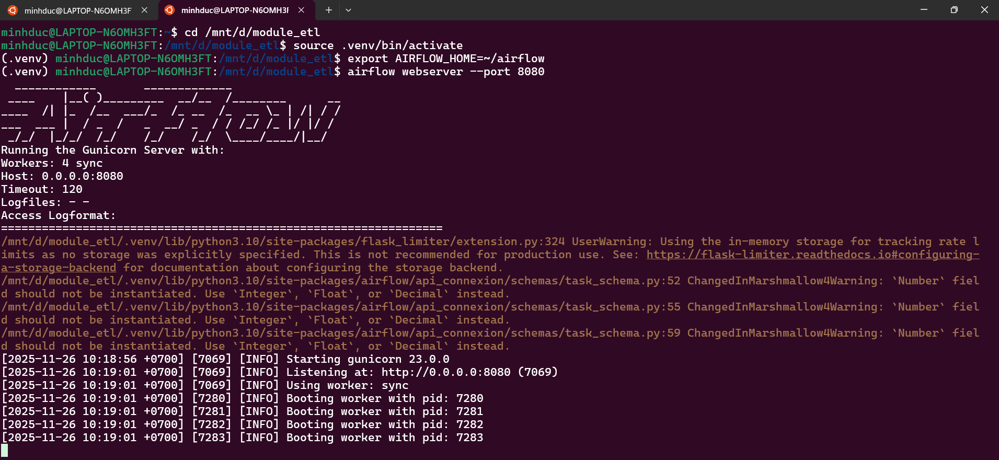 minhduc@LAPTOP-N6OMH3F
minhduc@LAPTOP-N6OMH3F
minhduc@LAPTOP-N6OMH3FT:~$ cd /mnt/d/module_etl
minhduc@LAPTOP-N6OMH3FT:/mnt/d/module_etl$ source .venv/bin/activate
(.venv) minhduc@LAPTOP-N6OMH3FT:/mnt/d/module_etl$ export AIRFLOW_HOME=~/airflow
(.venv) minhduc@LAPTOP-N6OMH3FT:/mnt/d/module_etl$ airflow webserver --port 8080
  ____________       _____________
 ____    |__( )_________  __/__  /________      __
____  /| |_  /__  ___/_  /_ __  /_  __ \_ | /| / /
___  ___ |  / _  /   _  __/ _  / / /_/ /_ |/ |/ /
 _/_/  |_/_/  /_/    /_/    /_/  \____/____/|__/
Running the Gunicorn Server with:
Workers: 4 sync
Host: 0.0.0.0:8080
Timeout: 120
Logfiles: - -
Access Logformat:
=================================================================
/mnt/d/module_etl/.venv/lib/python3.10/site-packages/flask_limiter/extension.py:324 UserWarning: Using the in-memory storage for tracking rate l
imits as no storage was explicitly specified. This is not recommended for production use. See: https://flask-limiter.readthedocs.io#configuring-
a-storage-backend for documentation about configuring the storage backend.
/mnt/d/module_etl/.venv/lib/python3.10/site-packages/airflow/api_connexion/schemas/task_schema.py:52 ChangedInMarshmallow4Warning: `Number` fiel
d should not be instantiated. Use `Integer`, `Float`, or `Decimal` instead.
/mnt/d/module_etl/.venv/lib/python3.10/site-packages/airflow/api_connexion/schemas/task_schema.py:55 ChangedInMarshmallow4Warning: `Number` fiel
d should not be instantiated. Use `Integer`, `Float`, or `Decimal` instead.
/mnt/d/module_etl/.venv/lib/python3.10/site-packages/airflow/api_connexion/schemas/task_schema.py:59 ChangedInMarshmallow4Warning: `Number` fiel
d should not be instantiated. Use `Integer`, `Float`, or `Decimal` instead.
[2025-11-26 10:18:56 +0700] [7069] [INFO] Starting gunicorn 23.0.0
[2025-11-26 10:19:01 +0700] [7069] [INFO] Listening at: http://0.0.0.0:8080 (7069)
[2025-11-26 10:19:01 +0700] [7069] [INFO] Using worker: sync
[2025-11-26 10:19:01 +0700] [7280] [INFO] Booting worker with pid: 7280
[2025-11-26 10:19:01 +0700] [7281] [INFO] Booting worker with pid: 7281
[2025-11-26 10:19:01 +0700] [7282] [INFO] Booting worker with pid: 7282
[2025-11-26 10:19:01 +0700] [7283] [INFO] Booting worker with pid: 7283